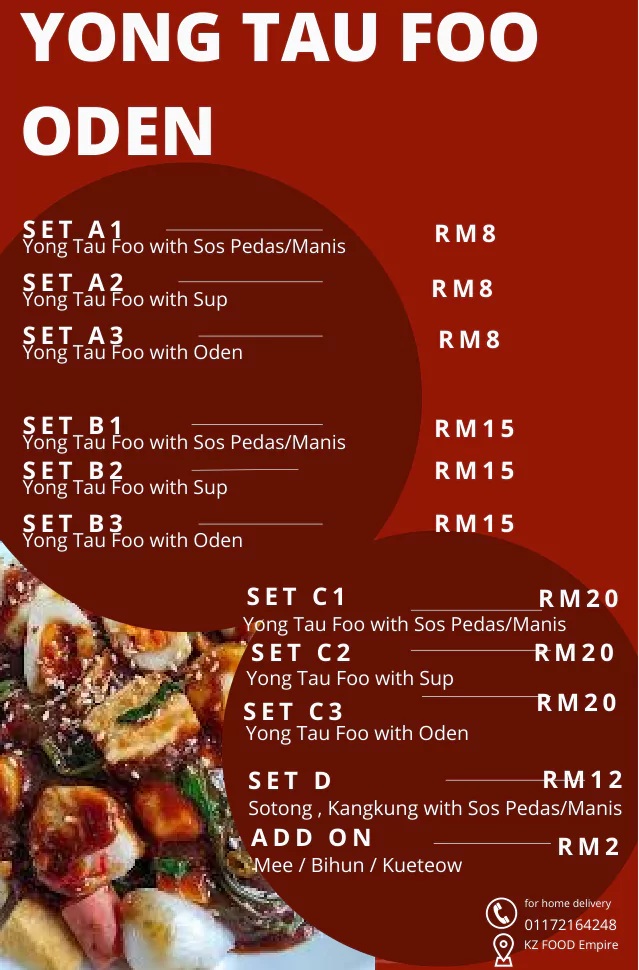 YONG TAU FOO
ODEN
SET A1 RM8
Yong Tau Foo with Sos Pedas/Manis
SET A2 RM8
Yong Tau Foo with Sup
SET A3 RM8
Yong Tau Foo with Oden
SET B1 RM15
Yong Tau Foo with Sos Pedas/Manis
SET B2 RM15
Yong Tau Foo with Sup
SET B3 RM15
Yong Tau Foo with Oden
SET C1 RM20
Yong Tau Foo with Sos Pedas/Manis
SET C2 RM20
Yong Tau Foo with Sup
SET C3 RM20
Yong Tau Foo with Oden
SET D RM12
Sotong , Kangkung with Sos Pedas/Manis
ADD ON RM2
Mee / Bihun / Kueteow
for home delivery
01172164248
KZ FOOD Empire